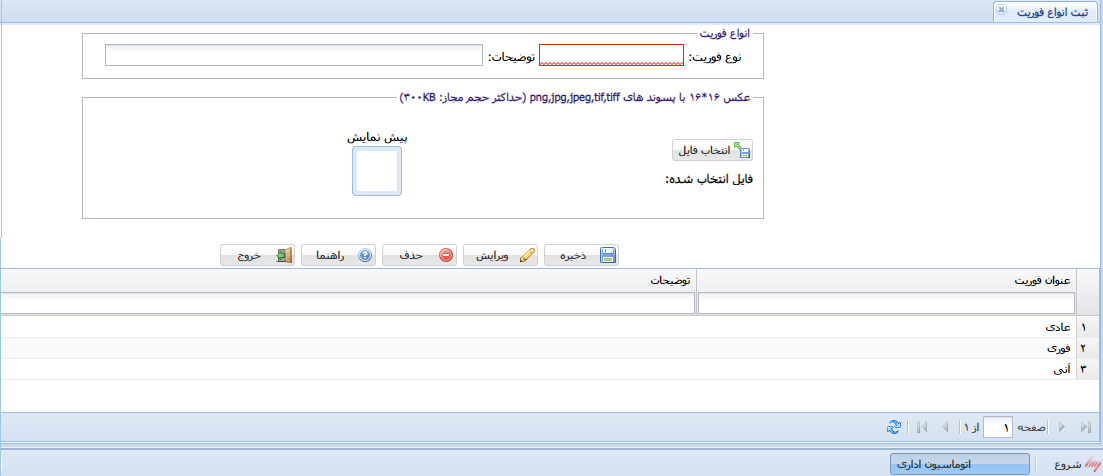 ثبت انواع فوریت
انواع فوریت
نوع فوریت: توضیحات:
عکس ۱۶*۱۶ با پسوند های png,jpg,jpeg,tif,tiff (حداکثر حجم مجاز: ۳۰۰KB)
پیش نمایش
انتخاب فایل
فایل انتخاب شده:
ذخیره ویرایش حذف راهنما خروج
عنوان فوریت توضیحات
۱ عادی
۲ فوری
۳ آنی
صفحه ۱ از ۱
شروع اتوماسیون اداری